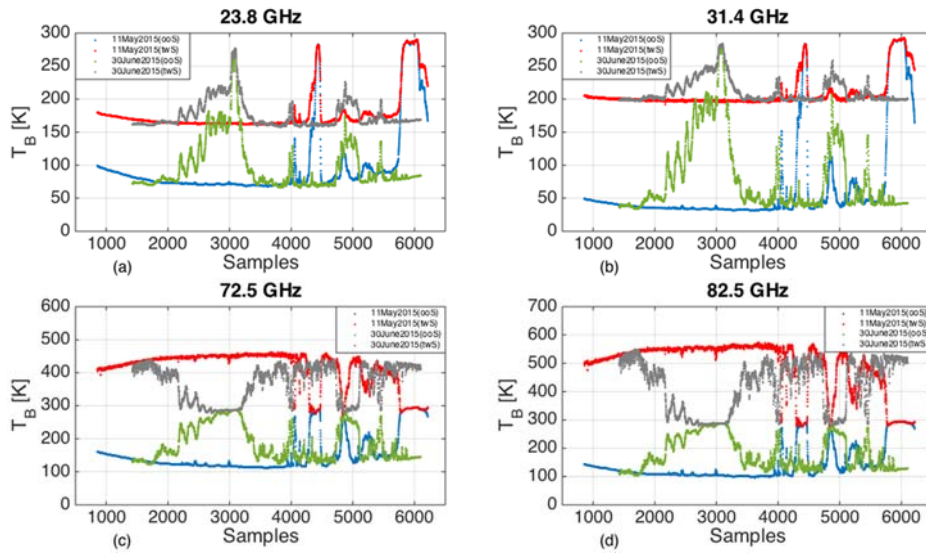 23.8 GHz
300
250
200
150
100
50
0
T_B [K]
11May2015(ooS)
11May2015(twS)
30June2015(ooS)
30June2015(twS)
1000 2000 3000 4000 5000 6000
(a) Samples
31.4 GHz
300
250
200
150
100
50
0
T_B [K]
11May2015(ooS)
11May2015(twS)
30June2015(ooS)
30June2015(twS)
1000 2000 3000 4000 5000 6000
(b) Samples
72.5 GHz
600
500
400
300
200
100
0
T_B [K]
11May2015(ooS)
11May2015(twS)
30June2015(ooS)
30June2015(twS)
1000 2000 3000 4000 5000 6000
(c) Samples
82.5 GHz
700
600
500
400
300
200
100
0
T_B [K]
11May2015(ooS)
11May2015(twS)
30June2015(ooS)
30June2015(twS)
1000 2000 3000 4000 5000 6000
(d) Samples